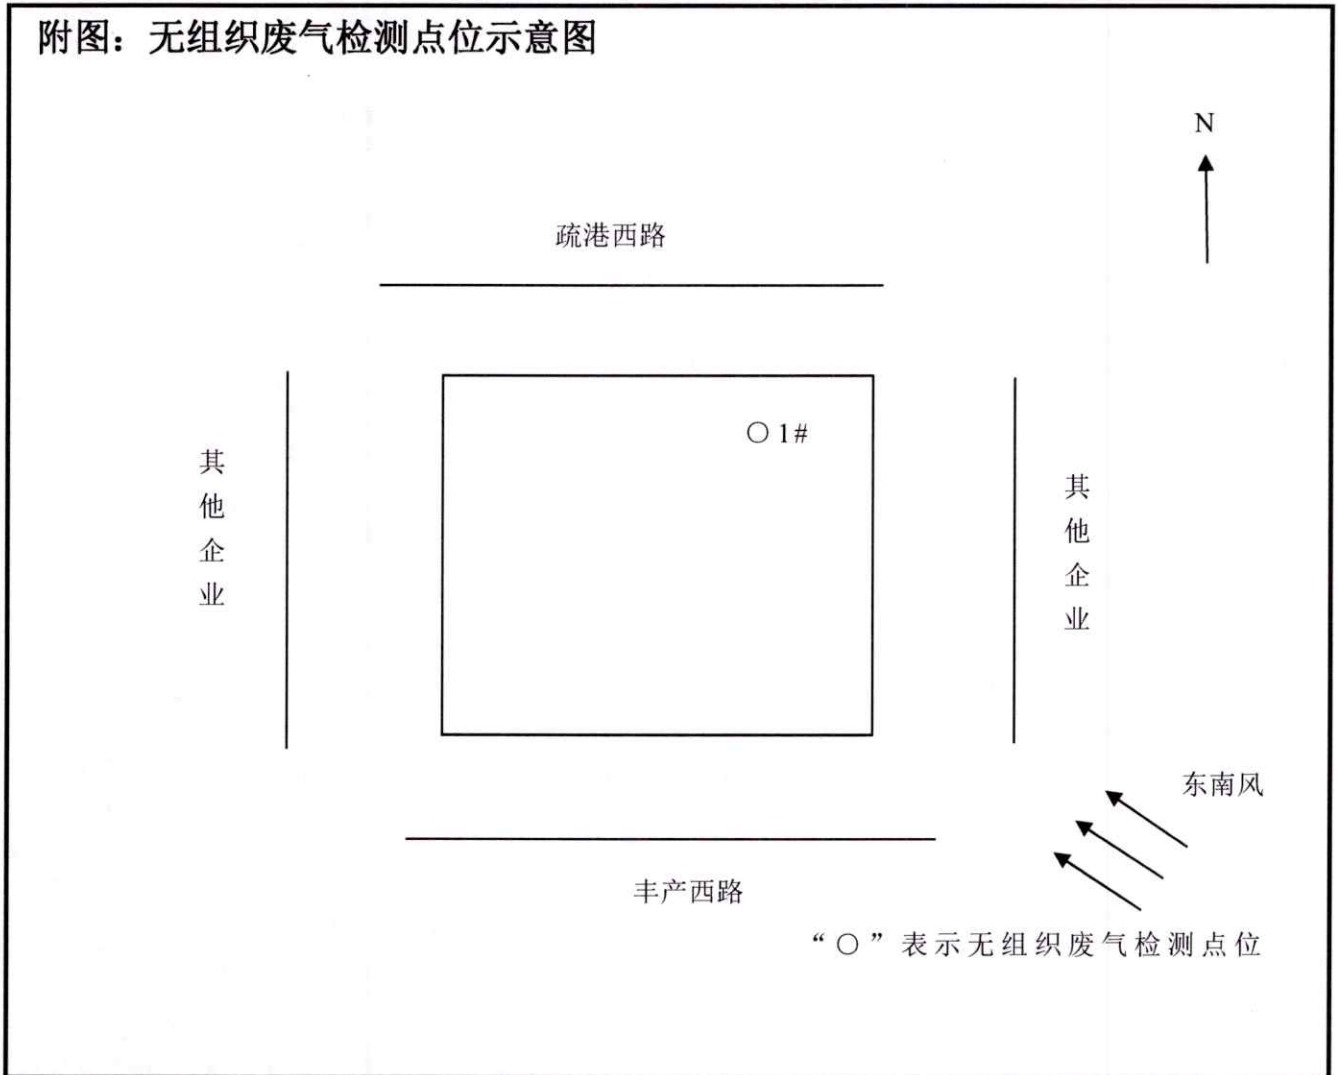 附图：无组织废气检测点位示意图
N
疏港西路
○1#
其他企业
其他企业
东南风
丰产西路
“○”表示无组织废气检测点位